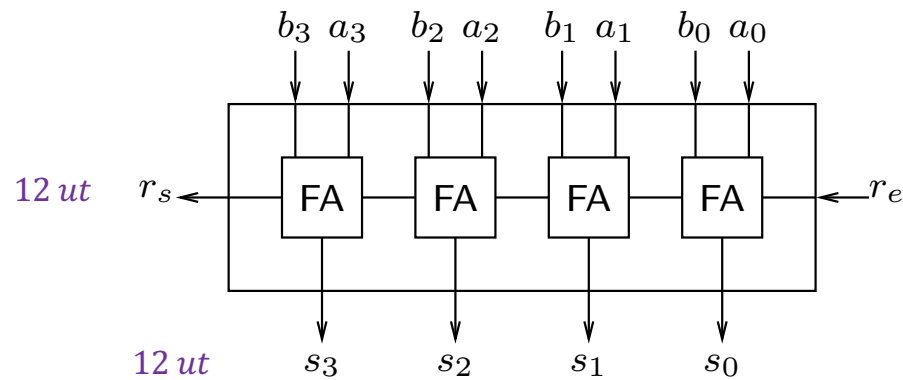 b₃ a₃ b₂ a₂ b₁ a₁ b₀ a₀
12 ut rₛ FA FA FA FA rₑ
12 ut s₃ s₂ s₁ s₀